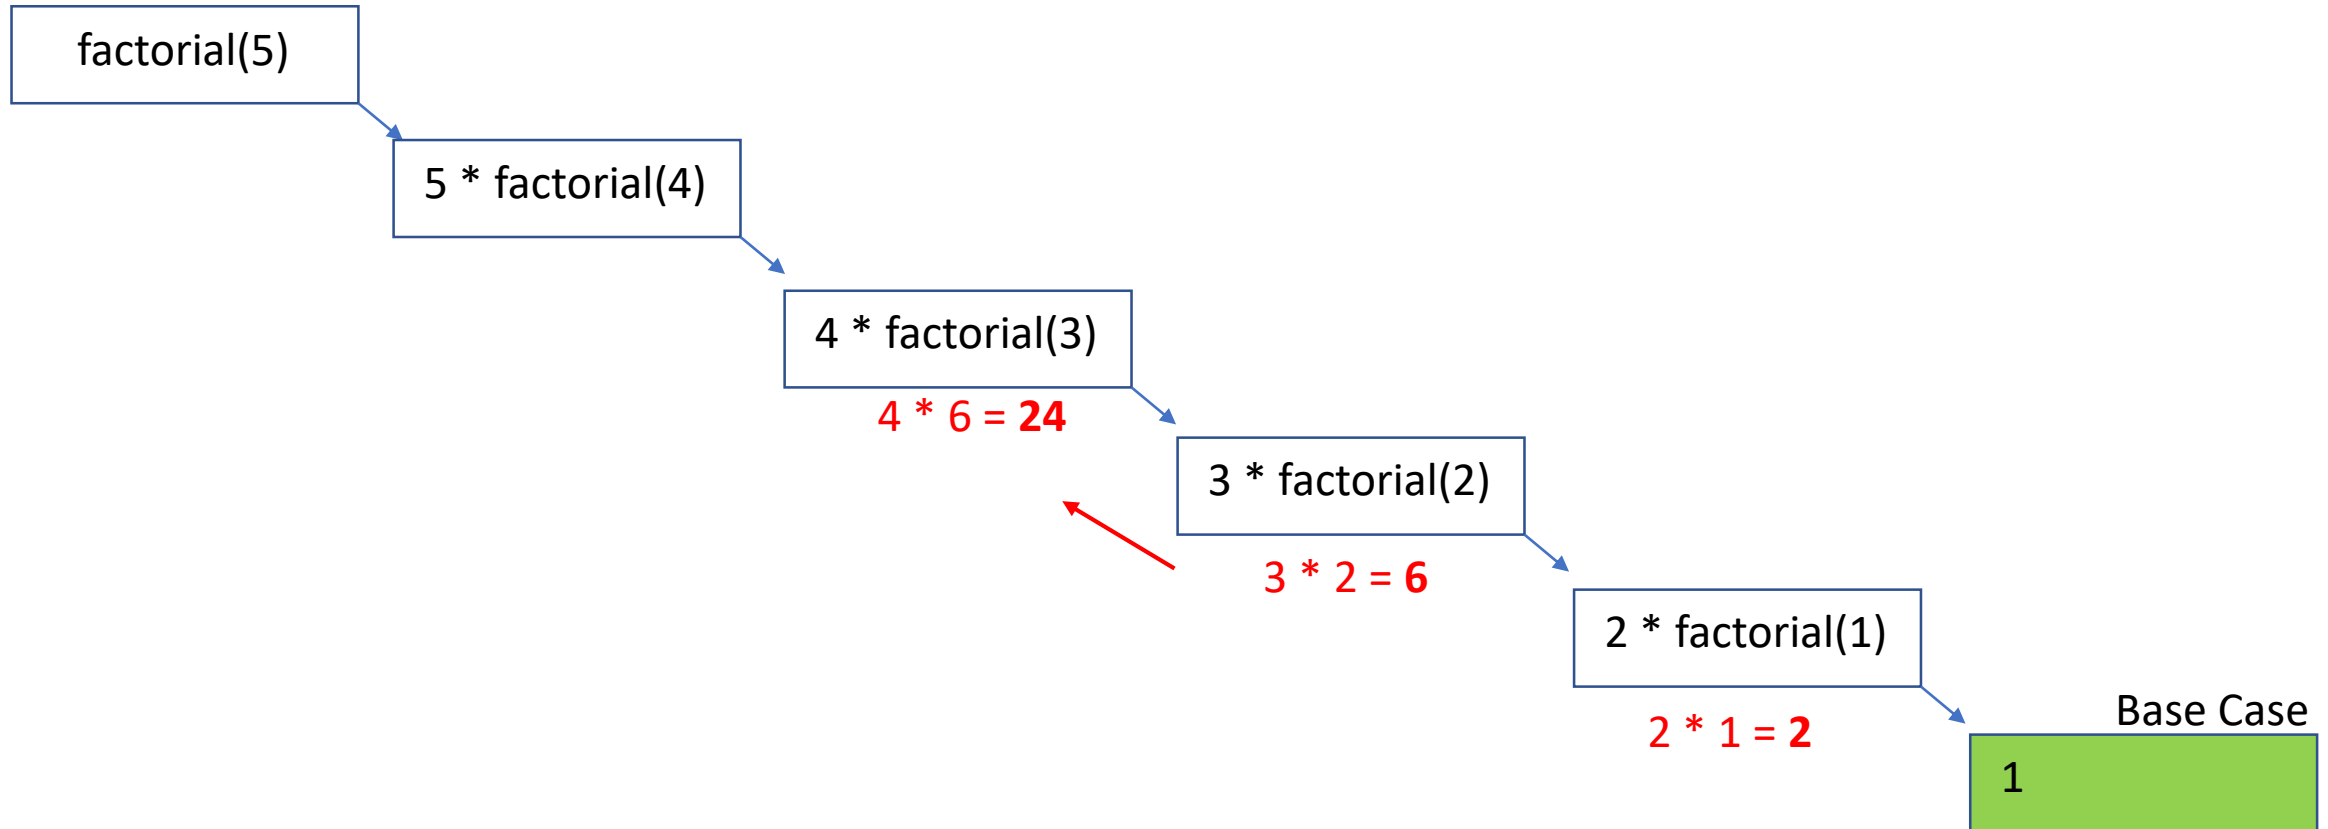 factorial(5)
5 * factorial(4)
4 * factorial(3)
4 * 6 = 24
3 * factorial(2)
3 * 2 = 6
2 * factorial(1)
2 * 1 = 2
Base Case
1